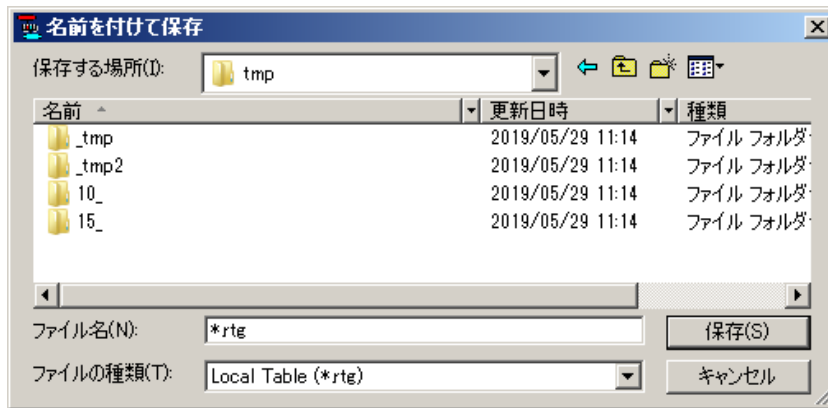 名前を付けて保存
保存する場所(I): tmp
名前 更新日時 種類
_tmp 2019/05/29 11:14 ファイル フォルダー
_tmp2 2019/05/29 11:14 ファイル フォルダー
10_ 2019/05/29 11:14 ファイル フォルダー
15_ 2019/05/29 11:14 ファイル フォルダー
ファイル名(N): *rtg 保存(S)
ファイルの種類(T): Local Table (*rtg) キャンセル